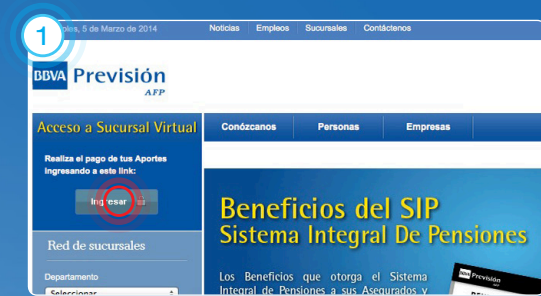 1
, 5 de Marzo de 2014
Noticias Empleos Sucursales Contáctenos
BBVA Previsión
AFP
Acceso a Sucursal Virtual
Conózcanos Personas Empresas
Realiza el pago de tus Aportes
ingresando a este link:
Ingresar
Beneficios del SIP
Sistema Integral De Pensiones
Red de sucursales
Departamento
Seleccionar
Los Beneficios que otorga el Sistema
Integral de Pensiones a sus Asegurados y
BBVA Previsión
AFP